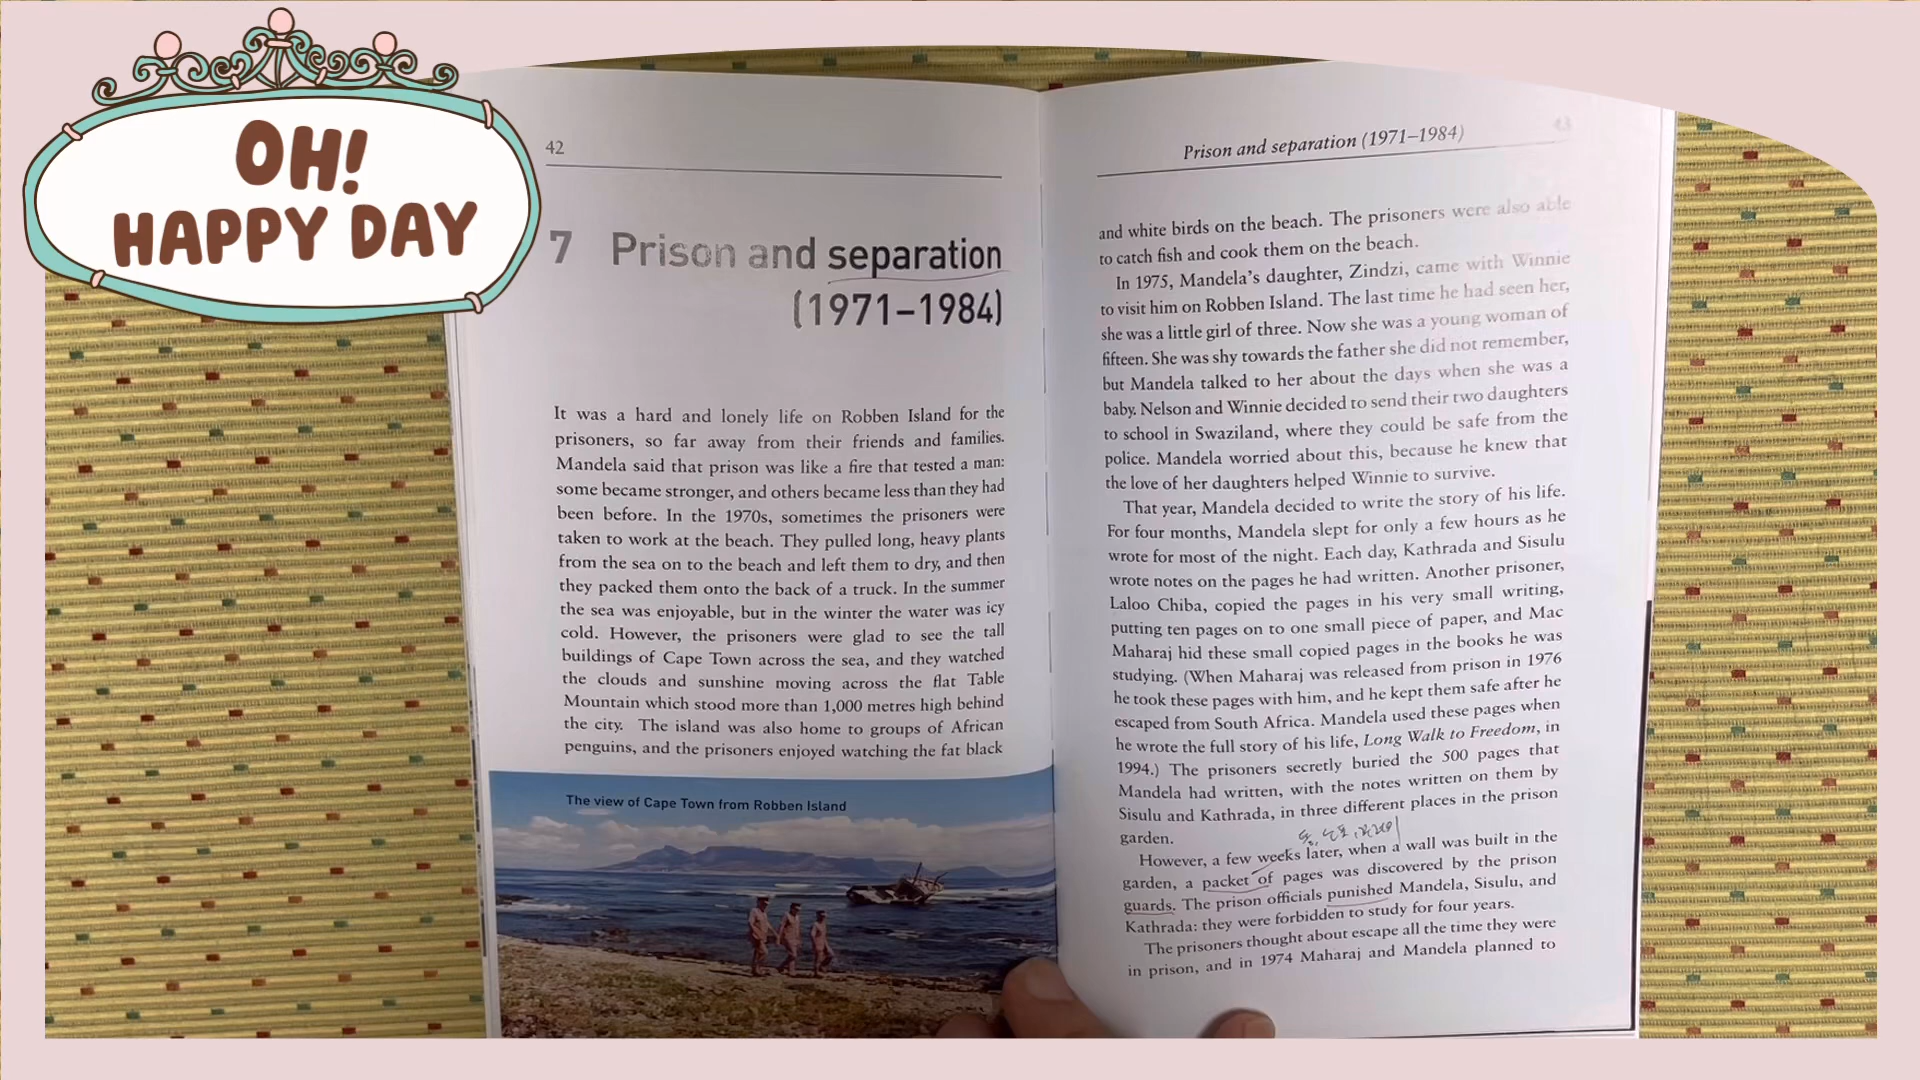 OH!
HAPPY DAY
42
7 Prison and separation
(1971–1984)
It was a hard and lonely life on Robben Island for the
prisoners, so far away from their friends and families.
Mandela said that prison was like a fire that tested a man:
some became stronger, and others became less than they had
been before. In the 1970s, sometimes the prisoners were
taken to work at the beach. They pulled long, heavy plants
from the sea on to the beach and left them to dry, and then
they packed them onto the back of a truck. In the summer
the sea was enjoyable, but in the winter the water was icy
cold. However, the prisoners were glad to see the tall
buildings of Cape Town across the sea, and they watched
the clouds and sunshine moving across the flat Table
Mountain which stood more than 1,000 metres high behind
the city. The island was also home to groups of African
penguins, and the prisoners enjoyed watching the fat black
The view of Cape Town from Robben Island
Prison and separation (1971–1984) 43
and white birds on the beach. The prisoners were also able
to catch fish and cook them on the beach.
In 1975, Mandela's daughter, Zindzi, came with Winnie
to visit him on Robben Island. The last time he had seen her,
she was a little girl of three. Now she was a young woman of
fifteen. She was shy towards the father she did not remember,
but Mandela talked to her about the days when she was a
baby. Nelson and Winnie decided to send their two daughters
to school in Swaziland, where they could be safe from the
police. Mandela worried about this, because he knew that
the love of her daughters helped Winnie to survive.
That year, Mandela decided to write the story of his life.
For four months, Mandela slept for only a few hours as he
wrote for most of the night. Each day, Kathrada and Sisulu
wrote notes on the pages he had written. Another prisoner,
Laloo Chiba, copied the pages in his very small writing,
putting ten pages on to one small piece of paper, and Mac
Maharaj hid these small copied pages in the books he was
studying. (When Maharaj was released from prison in 1976
he took these pages with him, and he kept them safe after he
escaped from South Africa. Mandela used these pages when
he wrote the full story of his life, Long Walk to Freedom, in
1994.) The prisoners secretly buried the 500 pages that
Mandela had written, with the notes written on them by
Sisulu and Kathrada, in three different places in the prison
garden.
However, a few weeks later, when a wall was built in the
garden, a packet of pages was discovered by the prison
guards. The prison officials punished Mandela, Sisulu, and
Kathrada: they were forbidden to study for four years.
The prisoners thought about escape all the time they were
in prison, and in 1974 Maharaj and Mandela planned to